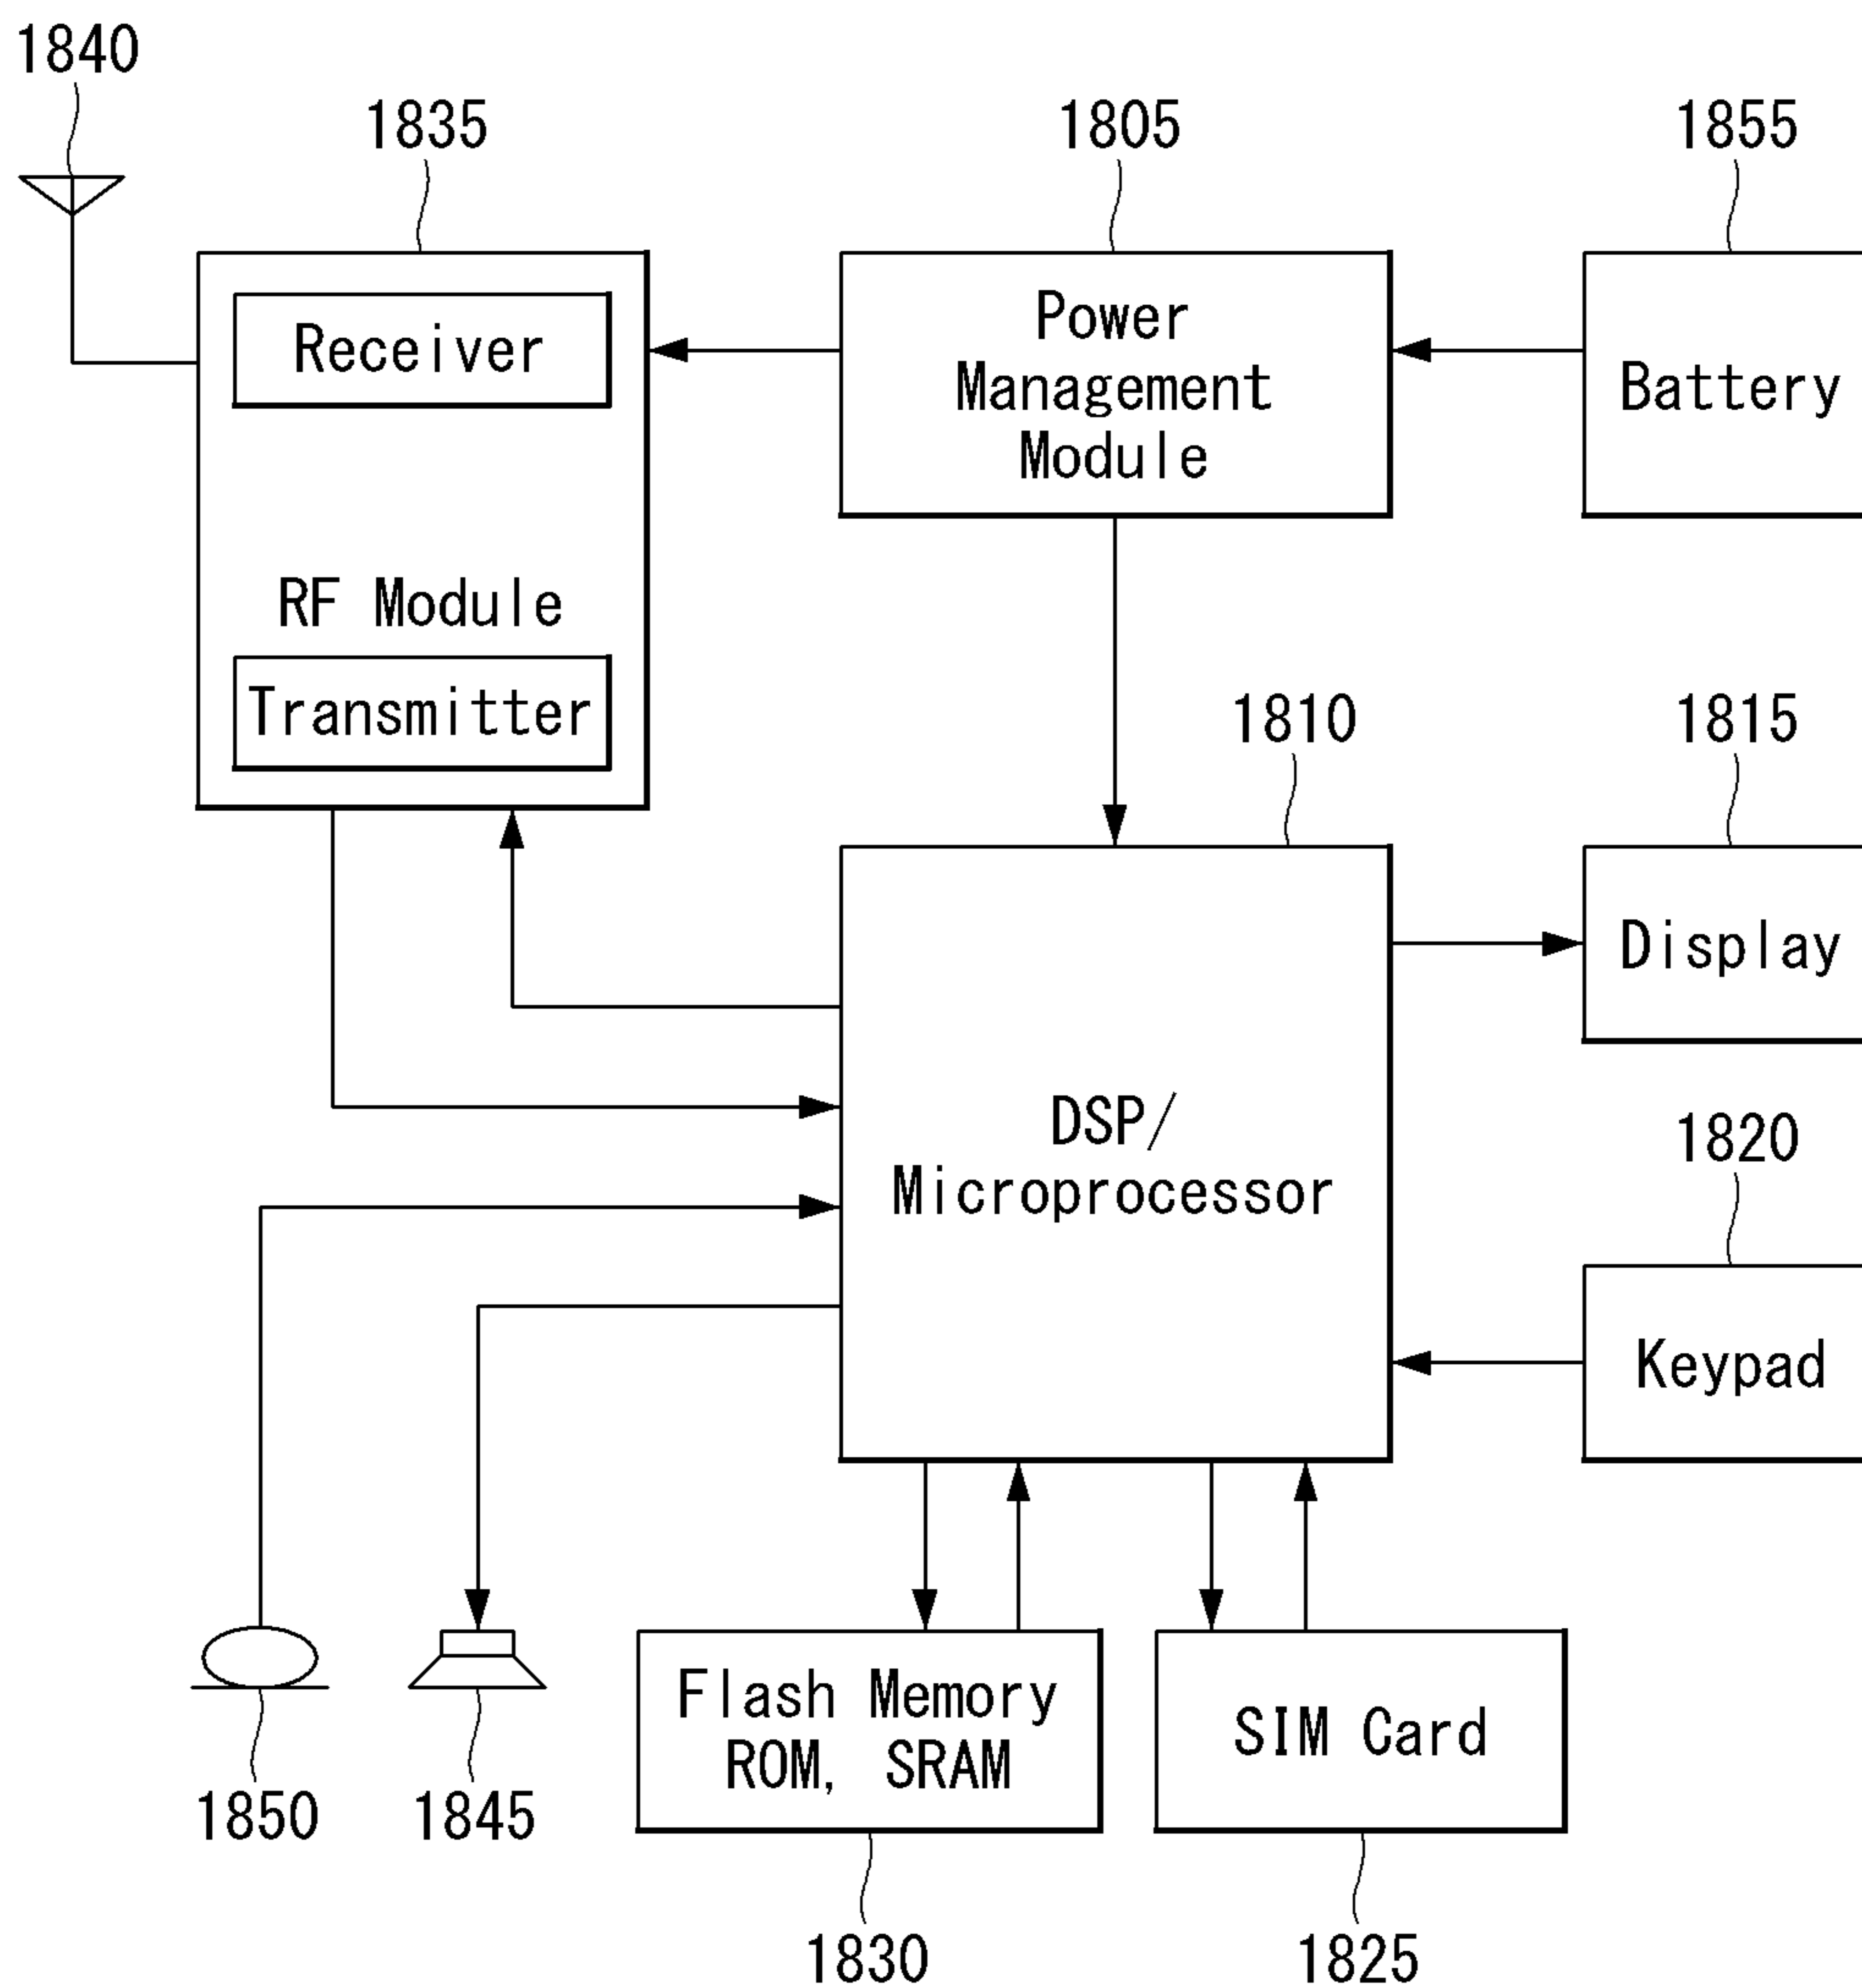 1840
1835
1805
1855
Receiver
RF Module
Transmitter
Power
Management
Module
Battery
1810
1815
DSP/
Microprocessor
Display
1820
Keypad
Flash Memory
ROM, SRAM
SIM Card
1850
1845
1830
1825